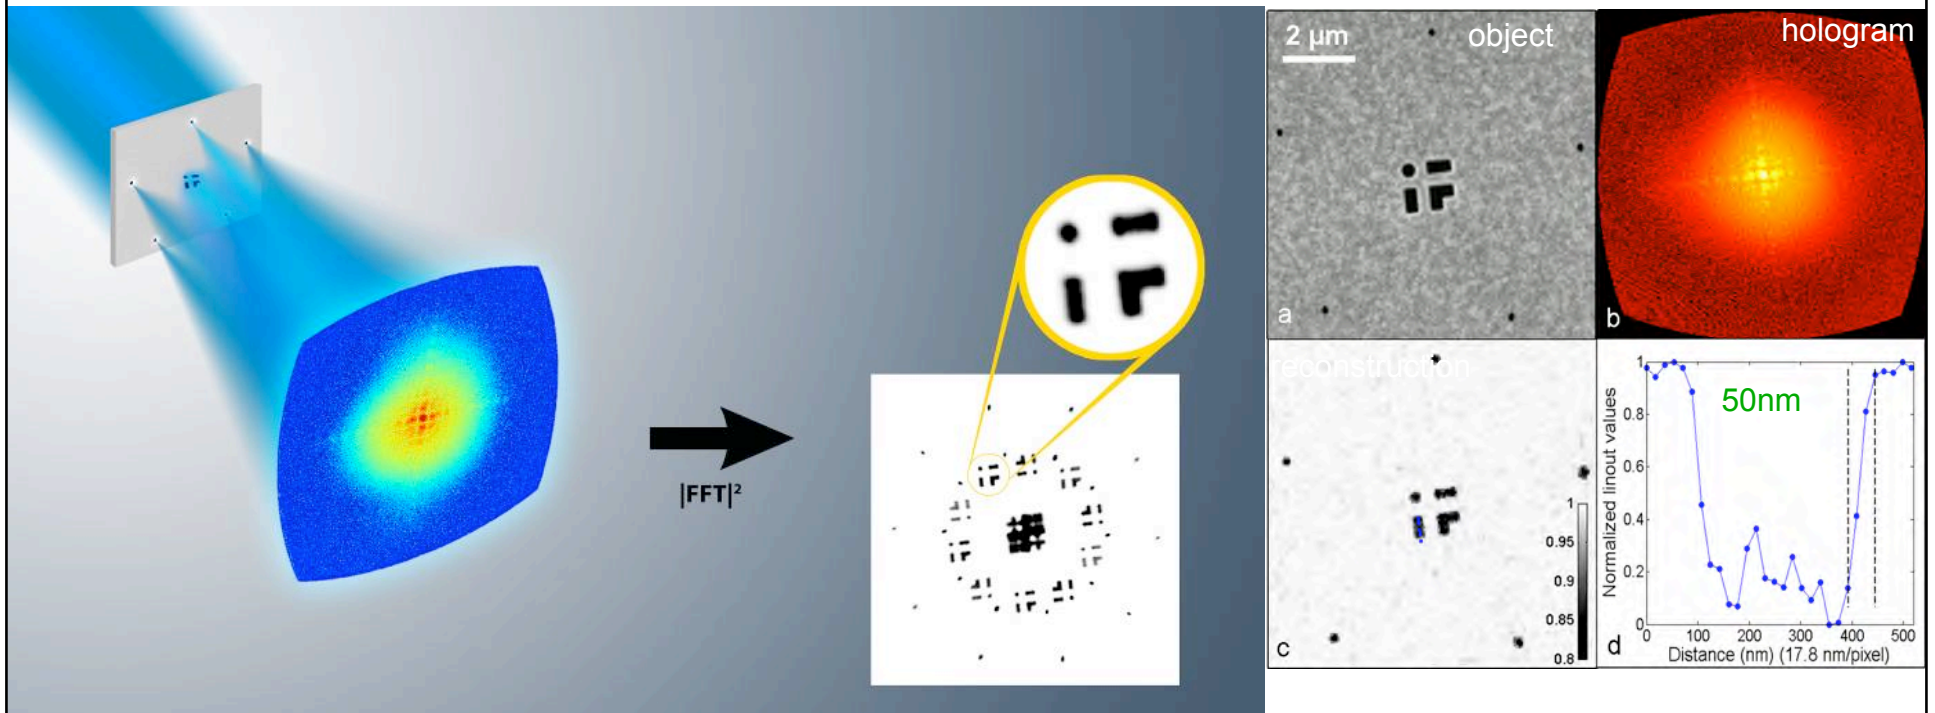 |FFT|²
2 µm
object
a
hologram
b
reconstruction
1
0.95
0.9
0.85
0.8
c
50nm
Normalized linout values
1
0.8
0.6
0.4
0.2
0
0 100 200 300 400 500
Distance (nm) (17.8 nm/pixel)
d